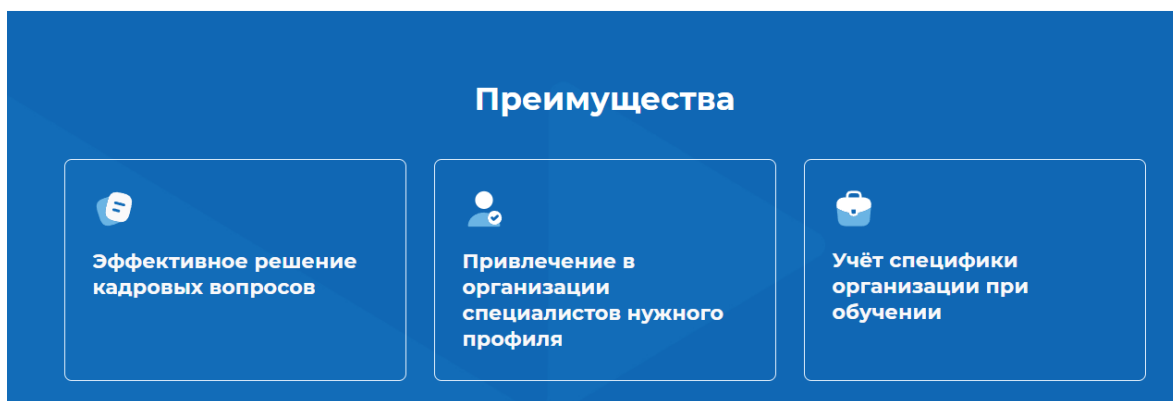 Преимущества
Эффективное решение
кадровых вопросов
Привлечение в
организации
специалистов нужного
профиля
Учёт специфики
организации при
обучении